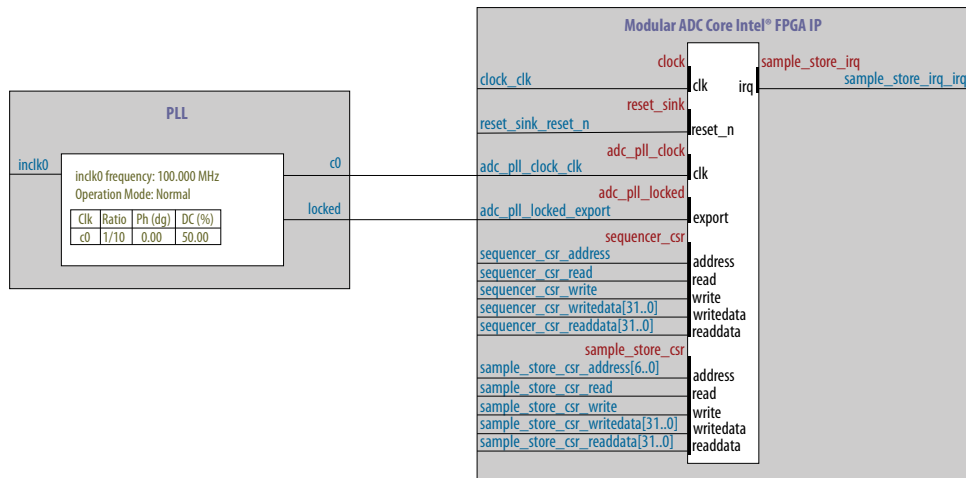 Modular ADC Core Intel® FPGA IP
clock
sample_store_irq
clock_clk
clk
irq
sample_store_irq_irq
reset_sink
reset_sink_reset_n
reset_n
adc_pll_clock
adc_pll_clock_clk
clk
adc_pll_locked
adc_pll_locked_export
export
sequencer_csr
sequencer_csr_address
address
sequencer_csr_read
read
sequencer_csr_write
write
sequencer_csr_writedata[31..0]
writedata
sequencer_csr_readdata[31..0]
readdata
sample_store_csr
sample_store_csr_address[6..0]
address
sample_store_csr_read
read
sample_store_csr_write
write
sample_store_csr_writedata[31..0]
writedata
sample_store_csr_readdata[31..0]
readdata
PLL
inclk0
c0
locked
inclk0 frequency: 100.000 MHz
Operation Mode: Normal
Clk Ratio Ph (dg) DC (%)
c0 1/10 0.00 50.00